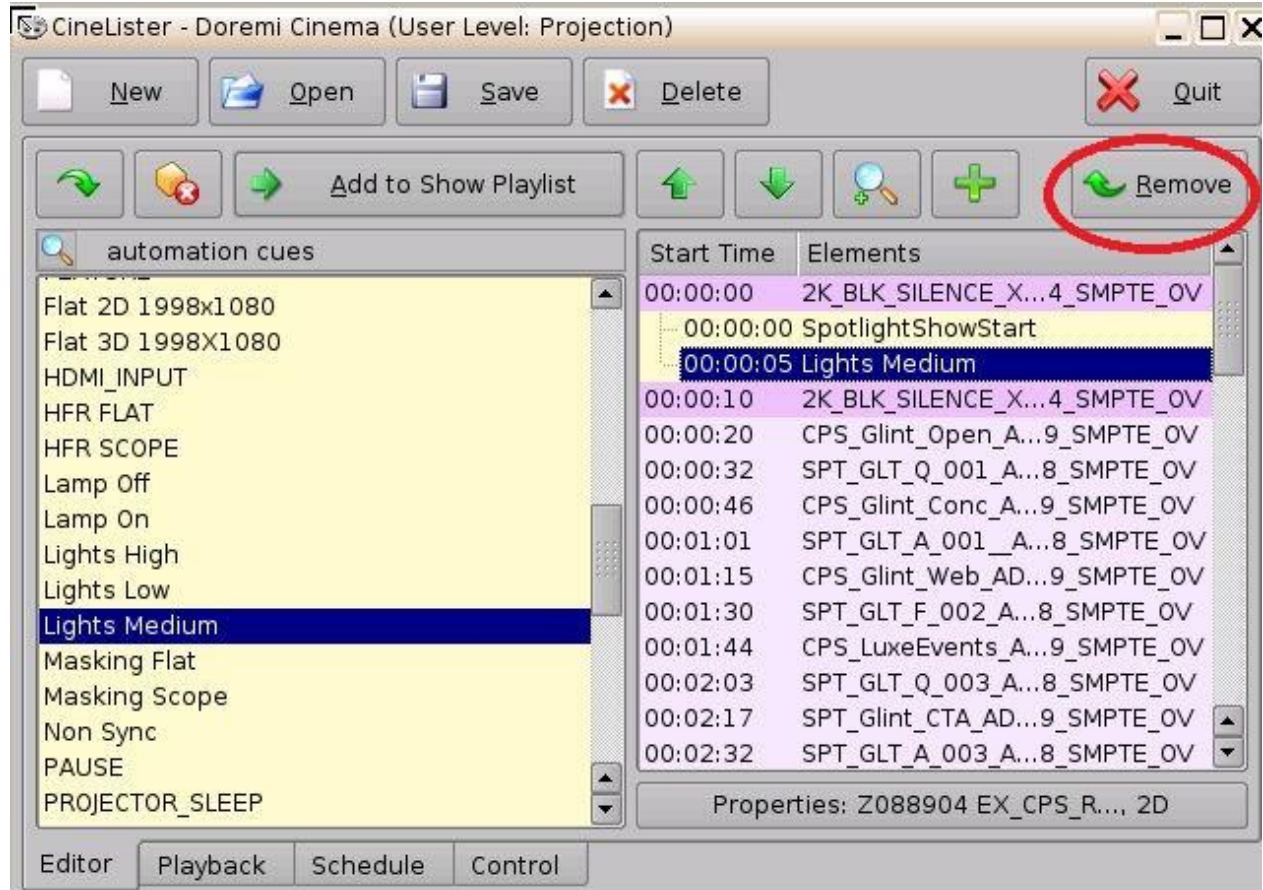 CineLister - Doremi Cinema (User Level: Projection)
New Open Save Delete Quit
Add to Show Playlist Remove
automation cues
Flat 2D 1998x1080
Flat 3D 1998X1080
HDMI_INPUT
HFR FLAT
HFR SCOPE
Lamp Off
Lamp On
Lights High
Lights Low
Lights Medium
Masking Flat
Masking Scope
Non Sync
PAUSE
PROJECTOR_SLEEP
Start Time Elements
00:00:00 2K_BLK_SILENCE_X...4_SMPTE_OV
00:00:00 SpotlightShowStart
00:00:05 Lights Medium
00:00:10 2K_BLK_SILENCE_X...4_SMPTE_OV
00:00:20 CPS_Glint_Open_A...9_SMPTE_OV
00:00:32 SPT_GLT_Q_001_A...8_SMPTE_OV
00:00:46 CPS_Glint_Conc_A...9_SMPTE_OV
00:01:01 SPT_GLT_A_001__A...8_SMPTE_OV
00:01:15 CPS_Glint_Web_AD...9_SMPTE_OV
00:01:30 SPT_GLT_F_002_A...8_SMPTE_OV
00:01:44 CPS_LuxeEvents_A...9_SMPTE_OV
00:02:03 SPT_GLT_Q_003_A...8_SMPTE_OV
00:02:17 SPT_Glint_CTA_AD...9_SMPTE_OV
00:02:32 SPT_GLT_A_003_A...8_SMPTE_OV
Properties: Z088904 EX_CPS_R..., 2D
Editor Playback Schedule Control